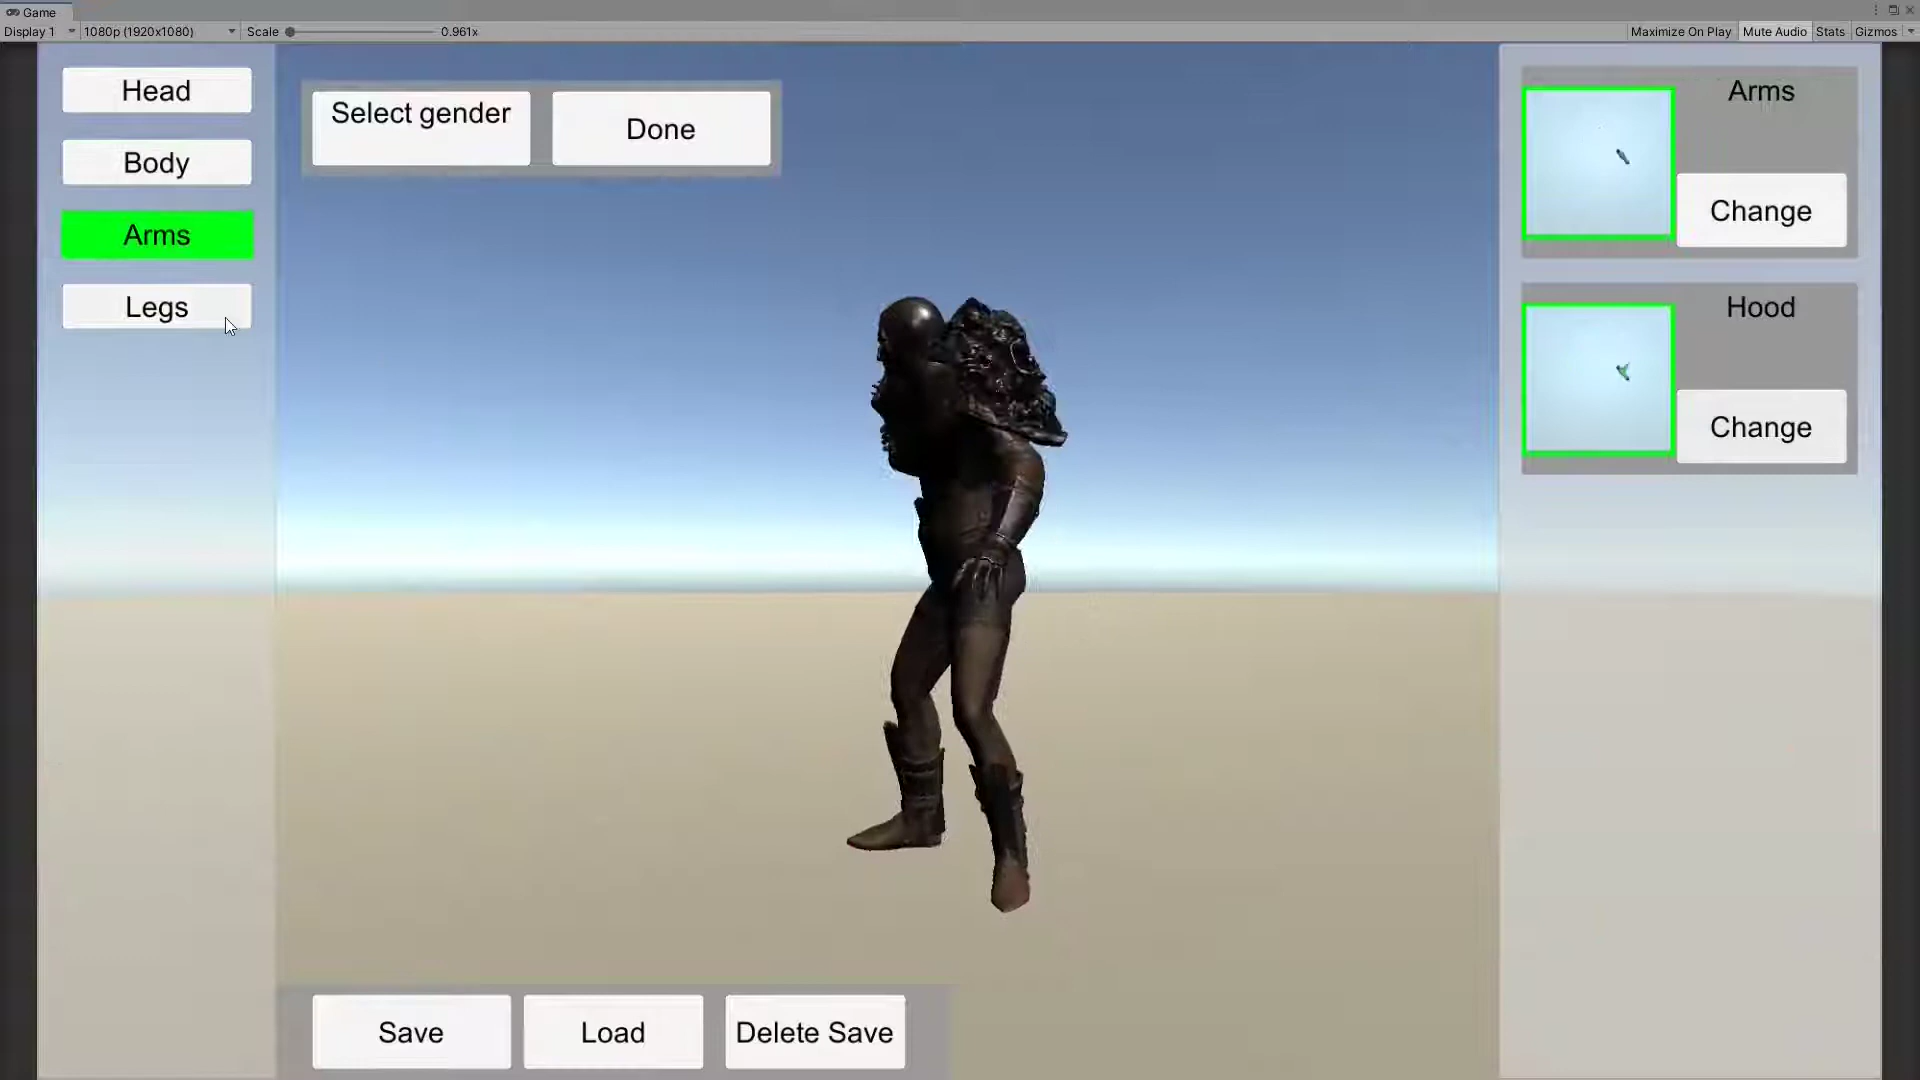 Game
Display 1
1080p (1920x1080)
Scale
0.961x
Maximize On Play
Mute Audio
Stats
Gizmos
Head
Body
Arms
Legs
Select gender
Done
Arms
Change
Hood
Change
Save
Load
Delete Save